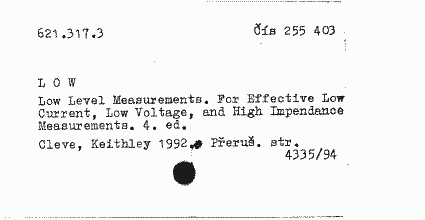 621.317.3
Čís 255 403
L O W
Low Level Measurements. For Effective Low
Current, Low Voltage, and High Impendance
Measurements. 4. ed.
Cleve, Keithley 1992. Přeruš. str.
4335/94